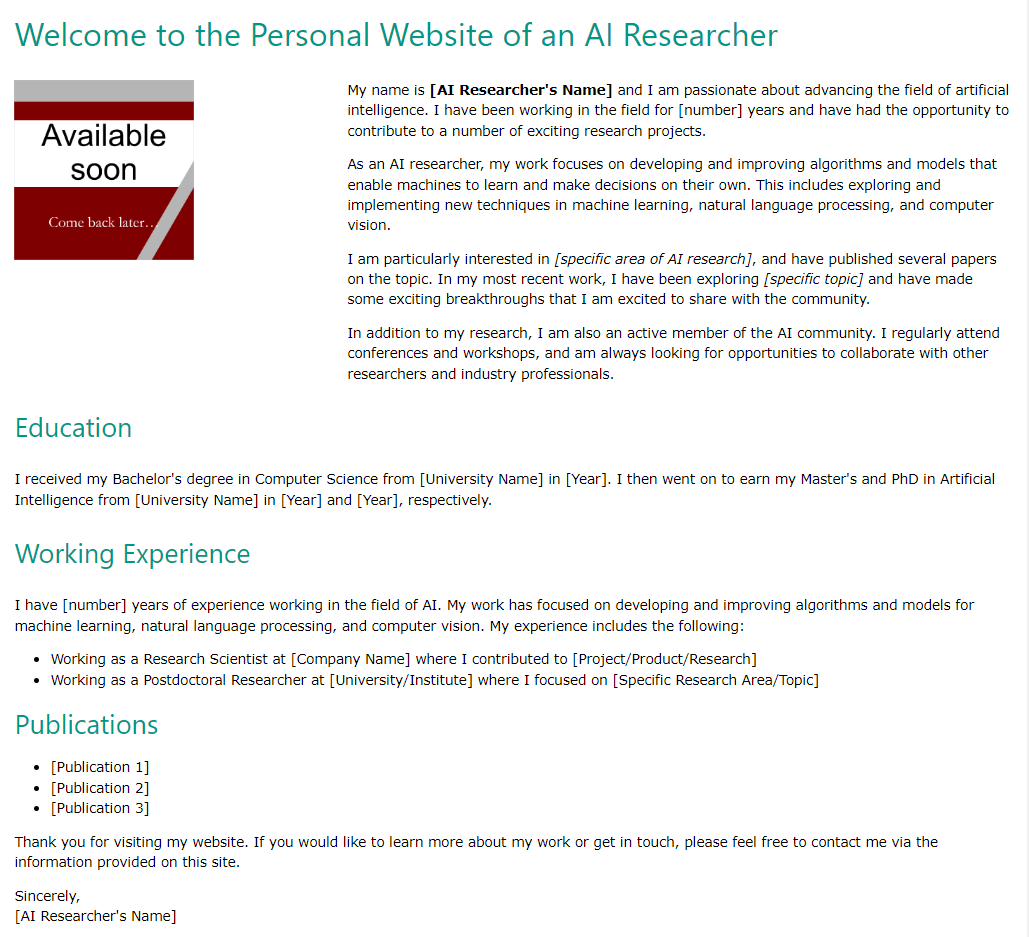 Welcome to the Personal Website of an AI Researcher
Available
soon
Come back later…
My name is [AI Researcher's Name] and I am passionate about advancing the field of artificial
intelligence. I have been working in the field for [number] years and have had the opportunity to
contribute to a number of exciting research projects.
As an AI researcher, my work focuses on developing and improving algorithms and models that
enable machines to learn and make decisions on their own. This includes exploring and
implementing new techniques in machine learning, natural language processing, and computer
vision.
I am particularly interested in [specific area of AI research], and have published several papers
on the topic. In my most recent work, I have been exploring [specific topic] and have made
some exciting breakthroughs that I am excited to share with the community.
In addition to my research, I am also an active member of the AI community. I regularly attend
conferences and workshops, and am always looking for opportunities to collaborate with other
researchers and industry professionals.
Education
I received my Bachelor's degree in Computer Science from [University Name] in [Year]. I then went on to earn my Master's and PhD in Artificial
Intelligence from [University Name] in [Year] and [Year], respectively.
Working Experience
I have [number] years of experience working in the field of AI. My work has focused on developing and improving algorithms and models for
machine learning, natural language processing, and computer vision. My experience includes the following:
• Working as a Research Scientist at [Company Name] where I contributed to [Project/Product/Research]
• Working as a Postdoctoral Researcher at [University/Institute] where I focused on [Specific Research Area/Topic]
Publications
• [Publication 1]
• [Publication 2]
• [Publication 3]
Thank you for visiting my website. If you would like to learn more about my work or get in touch, please feel free to contact me via the
information provided on this site.
Sincerely,
[AI Researcher's Name]